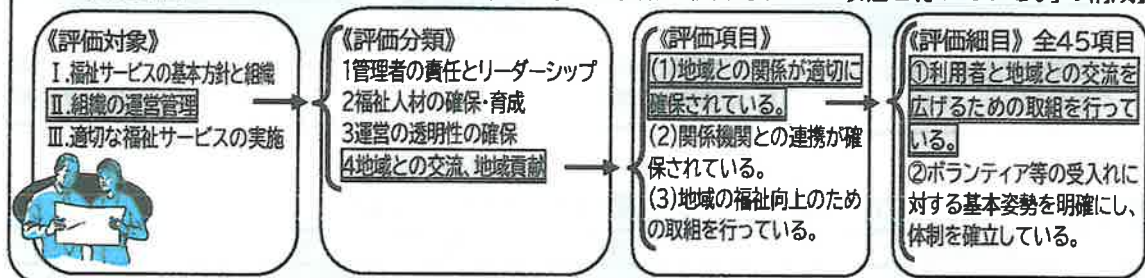 《評価対象》
Ⅰ.福祉サービスの基本方針と組織
Ⅱ.組織の運営管理
Ⅲ.適切な福祉サービスの実施
《評価分類》
1管理者の責任とリーダーシップ
2福祉人材の確保・育成
3運営の透明性の確保
4地域との交流、地域貢献
《評価項目》
(1)地域との関係が適切に
確保されている。
(2)関係機関との連携が確
保されている。
(3)地域の福祉向上のため
の取組を行っている。
《評価細目》全45項目
①利用者と地域との交流を
広げるための取組を行って
いる。
②ボランティア等の受入れに
対する基本姿勢を明確にし、
体制を確立している。